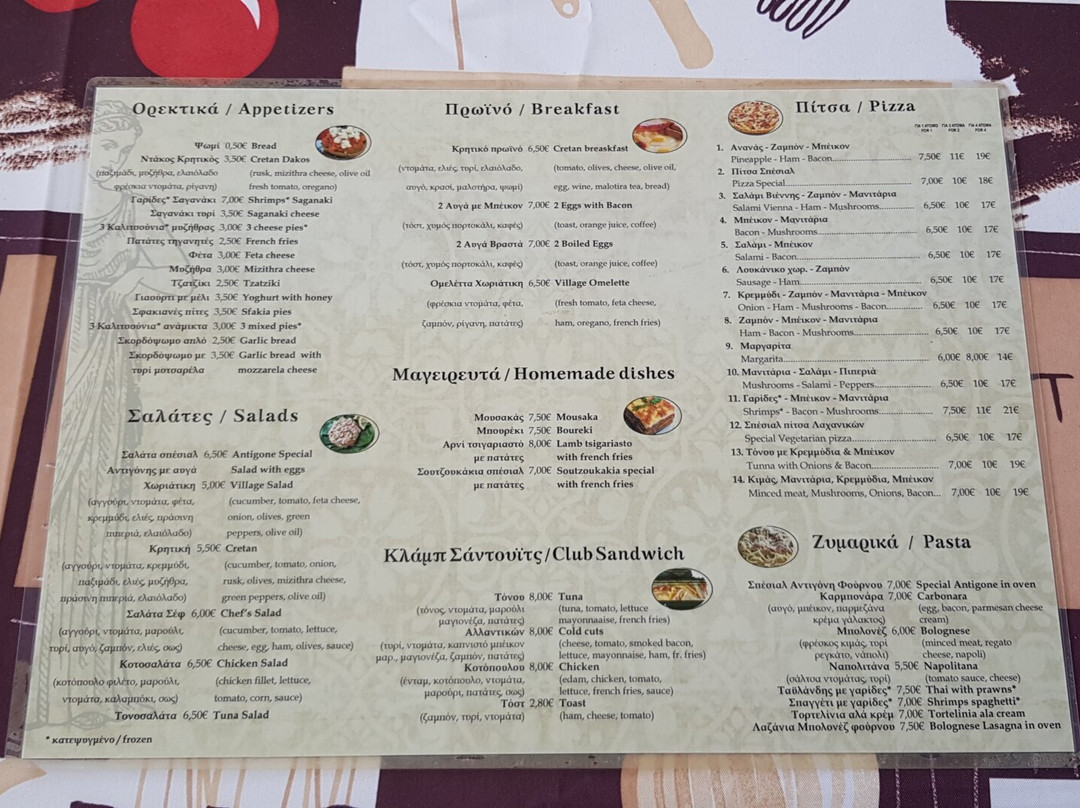 Ορεκτικά / Appetizers
Ψωμί 0,50€ Bread
Ντάκος Κρητικός 3,50€ Cretan Dakos
(παξιμάδι, μυζήθρα, ελαιόλαδο (rusk, mizithra cheese, olive oil
φρέσκια ντομάτα, ρίγανη) fresh tomato, oregano)
Γαρίδες* Σαγανάκι 7,00€ Shrimps* Saganaki
Σαγανάκι τυρί 3,50€ Saganaki cheese
3 Καλιτσούνια* μυζήθρας 3,00€ 3 cheese pies*
Πατάτες τηγανητές 2,50€ French fries
Φέτα 3,00€ Feta cheese
Μυζήθρα 3,00€ Mizithra cheese
Τζατζίκι 2,50€ Tzatziki
Γιαούρτι με μέλι 3,50€ Yoghurt with honey
Σφακιανές πίτες 3,50€ Sfakia pies
3 Καλιτσούνια* ανάμικτα 3,00€ 3 mixed pies*
Σκορδόψωμο απλό 2,50€ Garlic bread
Σκορδόψωμο με 3,50€ Garlic bread with
τυρί μοτσαρέλα mozzarela cheese
Σαλάτες / Salads
Σαλάτα σπέσιαλ 6,50€ Antigone Special
Αντιγόνης με αυγά Salad with eggs
Χωριάτικη 5,00€ Village Salad
(αγγούρι, ντομάτα, φέτα, (cucumber, tomato, feta cheese,
κρεμμύδι, ελιές, πράσινη onion, olives, green
πιπεριά, ελαιόλαδο) peppers, olive oil)
Κρητική 5,50€ Cretan
(αγγούρι, ντομάτα, κρεμμύδι, (cucumber, tomato, onion,
παξιμάδι, ελιές, μυζήθρα, rusk, olives, mizithra cheese,
πράσινη πιπεριά, ελαιόλαδο) green peppers, olive oil)
Σαλάτα Σέφ 6,00€ Chef's Salad
(αγγούρι, ντομάτα, μαρούλι, (cucumber, tomato, lettuce,
τυρί, αυγό, ζαμπόν, ελιές, σως) cheese, egg, ham, olives, sauce)
Κοτοσαλάτα 6,50€ Chicken Salad
(κοτόπουλο φιλέτο, μαρούλι, (chicken fillet, lettuce,
ντομάτα, καλαμπόκι, σως) tomato, corn, sauce)
Τονοσαλάτα 6,50€ Tuna Salad
* κατεψυγμένο / frozen
Πρωϊνό / Breakfast
Κρητικό πρωϊνό 6,50€ Cretan breakfast
(ντομάτα, ελιές, τυρί, ελαιόλαδο, (tomato, olives, cheese, olive oil,
αυγό, κρασί, μαλοτήρα, ψωμί) egg, wine, malotira tea, bread)
2 Αυγά με Μπέικον 7,00€ 2 Eggs with Bacon
(τόστ, χυμός πορτοκάλι, καφές) (toast, orange juice, coffee)
2 Αυγά Βραστά 7,00€ 2 Boiled Eggs
(τόστ, χυμός πορτοκάλι, καφές) (toast, orange juice, coffee)
Ομελέττα Χωριάτικη 6,50€ Village Omelette
(φρέσκια ντομάτα, φέτα, (fresh tomato, feta cheese,
ζαμπόν, ρίγανη, πατάτες) ham, oregano, french fries)
Μαγειρευτά / Homemade dishes
Μουσακάς 7,50€ Mousaka
Μπουρέκι 7,50€ Boureki
Αρνί τσιγαριαστό 8,00€ Lamb tsigariasto
με πατάτες with french fries
Σουτζουκάκια σπέσιαλ 7,00€ Soutzoukakia special
με πατάτες with french fries
Κλάμπ Σάντουϊτς / Club Sandwich
Τόνου 8,00€ Tuna
(τόνος, ντομάτα, μαρούλι (tuna, tomato, lettuce
μαγιονέζα, πατάτες) mayonnaaise, french fries)
Αλλαντικών 8,00€ Cold cuts
(τυρί, ντομάτα, καπνιστό μπέικον (cheese, tomato, smoked bacon,
μαρ., μαγιονέζα, ζαμπόν, πατάτες) lettuce, mayonnaise, ham, fr. fries)
Κοτόπουλου 8,00€ Chicken
(ένταμ, κοτόπουλο, ντομάτα, (edam, chicken, tomato,
μαρούρι, πατάτες, σως) lettuce, french fries, sauce)
Τόστ 2,80€ Toast
(ζαμπόν, τυρί, ντομάτα) (ham, cheese, tomato)
Πίτσα / Pizza
ΓΙΑ 1 ΑΤΟΜΟ ΓΙΑ 2 ΑΤΟΜΑ ΓΙΑ 4 ΑΤΟΜΑ
FOR 1 FOR 2 FOR 4
1. Ανανάς - Ζαμπόν - Μπέικον
Pineapple - Ham - Bacon 7,50€ 11€ 19€
2. Πίτσα Σπέσιαλ
Pizza Special 7,00€ 10€ 18€
3. Σαλάμι Βιέννης - Ζαμπόν - Μανιτάρια
Salami Vienna - Ham - Mushrooms 6,50€ 10€ 17€
4. Μπέικον - Μανιτάρια
Bacon - Mushrooms 6,50€ 10€ 17€
5. Σαλάμι - Μπέικον
Salami - Bacon 6,50€ 10€ 17€
6. Λουκάνικο χωρ. - Ζαμπόν
Sausage - Ham 6,50€ 10€ 17€
7. Κρεμμύδι - Ζαμπόν - Μανιτάρια - Μπέικον
Onion - Ham - Mushrooms - Bacon 6,50€ 10€ 17€
8. Ζαμπόν - Μπέικον - Μανιτάρια
Ham - Bacon - Mushrooms 6,50€ 10€ 17€
9. Μαργαρίτα
Margarita 6,00€ 8,00€ 14€
10. Μανιτάρια - Σαλάμι - Πιπεριά
Mushrooms - Salami - Peppers 6,50€ 10€ 17€
11. Γαρίδες* - Μπέικον - Μανιτάρια
Shrimps* - Bacon - Mushrooms 7,50€ 11€ 21€
12. Σπέσιαλ πίτσα Λαχανικών
Special Vegetarian pizza 6,50€ 10€ 17€
13. Τόνου με Κρεμμύδια & Μπέικον
Tunna with Onions & Bacon 7,00€ 10€ 19€
14. Κιμάς, Μανιτάρια, Κρεμμύδια, Μπέικον
Minced meat, Mushrooms, Onions, Bacon... 7,00€ 10€ 19€
Ζυμαρικά / Pasta
Σπέσιαλ Αντιγόνη Φούρνου 7,00€ Special Antigone in oven
Καρμπονάρα 7,00€ Carbonara
(αυγό, μπέικον, παρμεζάνα (egg, bacon, parmesan cheese
κρέμα γάλακτος) cream)
Μπολονέζ 6,00€ Bolognese
(φρέσκος κιμάς, τυρί (minced meat, regato
ρεγκάτο, νάπολι) cheese, napoli)
Ναπολιτάνα 5,50€ Napolitana
(σάλτσα ντομάτας, τυρί) (tomato sauce, cheese)
Ταϋλάνδης με γαρίδες* 7,50€ Thai with prawns*
Σπαγγέτι με γαρίδες* 7,00€ Shrimps spaghetti*
Τορτελίνια αλά κρέμ 7,00€ Tortelinia ala cream
Λαζάνια Μπολονέζ φούρνου 7,50€ Bolognese Lasagna in oven